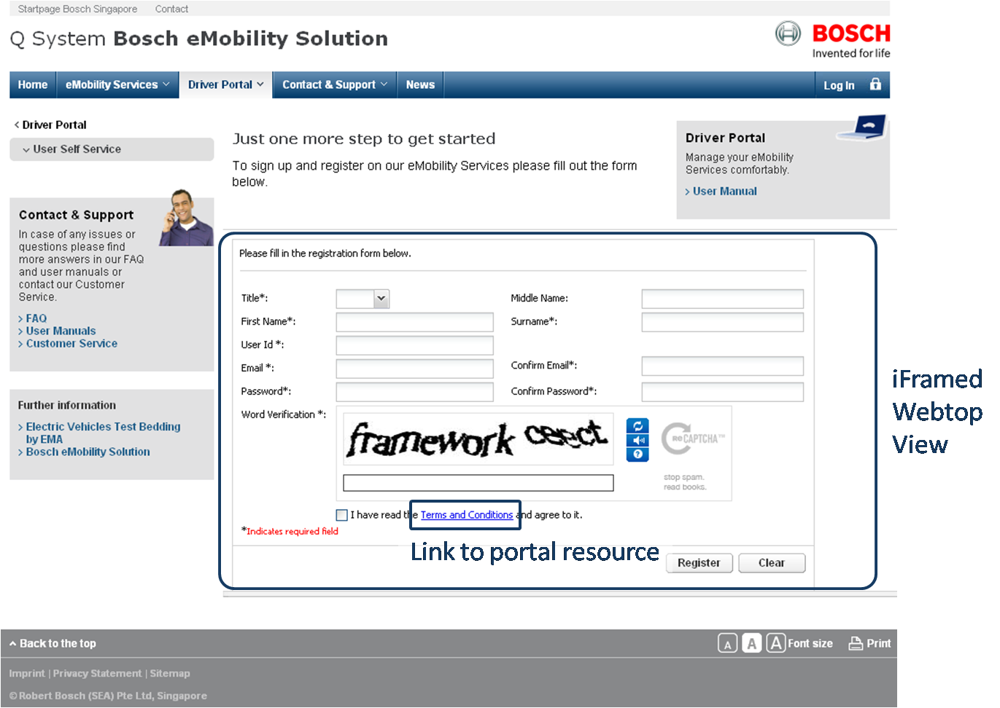 Startpage Bosch Singapore Contact
Q System Bosch eMobility Solution
BOSCH
Invented for life
Home eMobility Services Driver Portal Contact & Support News Log In
Driver Portal
User Self Service
Just one more step to get started
To sign up and register on our eMobility Services please fill out the form
below.
Driver Portal
Manage your eMobility
Services comfortably.
> User Manual
Contact & Support
In case of any issues or
questions please find
more answers in our FAQ
and user manuals or
contact our Customer
Service.
> FAQ
> User Manuals
> Customer Service
Further information
> Electric Vehicles Test Bedding
by EMA
> Bosch eMobility Solution
Please fill in the registration form below.
Title*: Middle Name:
First Name*: Surname*:
User Id *:
Email *: Confirm Email*:
Password*: Confirm Password*:
Word Verification *:
framework ceect
reCAPTCHA™
stop spam.
read books.
I have read the Terms and Conditions and agree to it.
*Indicates required field
Link to portal resource
Register Clear
iFramed
Webtop
View
Back to the top A A A Font size Print
Imprint | Privacy Statement | Sitemap
© Robert Bosch (SEA) Pte Ltd, Singapore